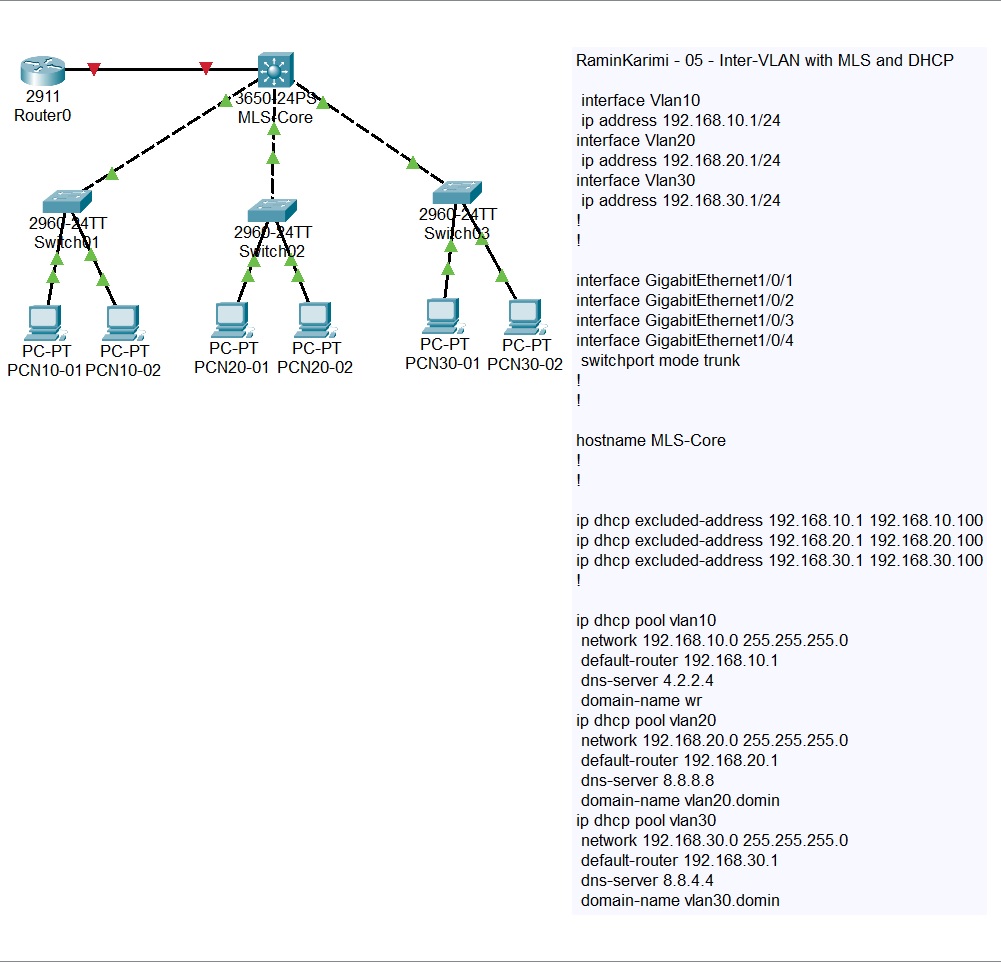 2911
Router0
3650-24PS
MLS-Core
2960-24TT
Switch01
2960-24TT
Switch02
2960-24TT
Switch03
PC-PT
PCN10-01
PC-PT
PCN10-02
PC-PT
PCN20-01
PC-PT
PCN20-02
PC-PT
PCN30-01
PC-PT
PCN30-02
RaminKarimi - 05 - Inter-VLAN with MLS and DHCP
interface Vlan10
ip address 192.168.10.1/24
interface Vlan20
ip address 192.168.20.1/24
interface Vlan30
ip address 192.168.30.1/24
!
!
interface GigabitEthernet1/0/1
interface GigabitEthernet1/0/2
interface GigabitEthernet1/0/3
interface GigabitEthernet1/0/4
switchport mode trunk
!
!
hostname MLS-Core
!
!
ip dhcp excluded-address 192.168.10.1 192.168.10.100
ip dhcp excluded-address 192.168.20.1 192.168.20.100
ip dhcp excluded-address 192.168.30.1 192.168.30.100
!
ip dhcp pool vlan10
network 192.168.10.0 255.255.255.0
default-router 192.168.10.1
dns-server 4.2.2.4
domain-name wr
ip dhcp pool vlan20
network 192.168.20.0 255.255.255.0
default-router 192.168.20.1
dns-server 8.8.8.8
domain-name vlan20.domin
ip dhcp pool vlan30
network 192.168.30.0 255.255.255.0
default-router 192.168.30.1
dns-server 8.8.4.4
domain-name vlan30.domin